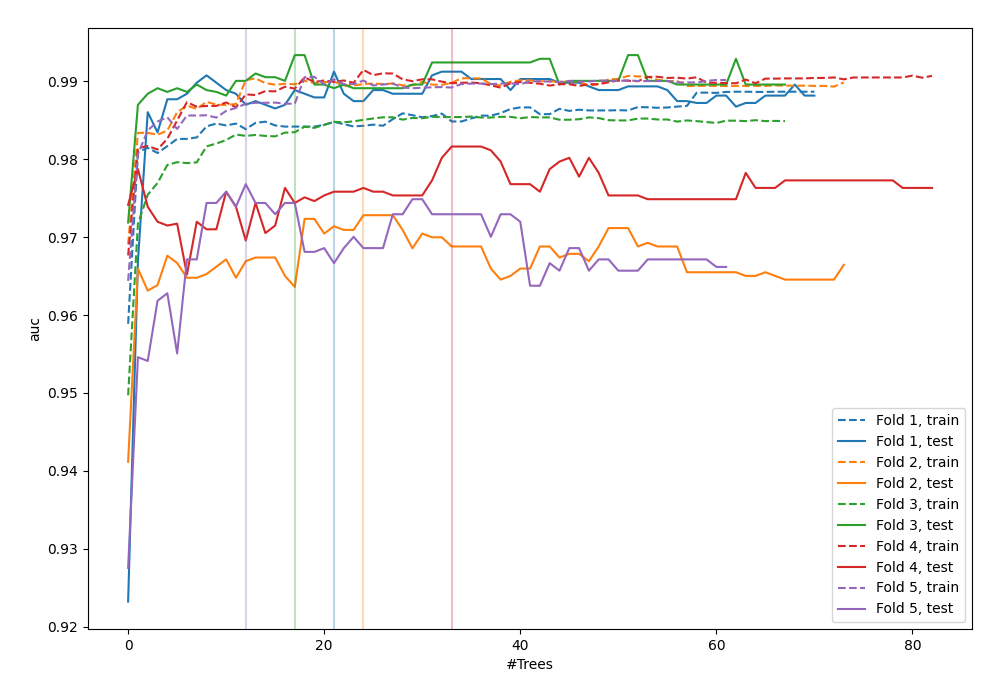 0.99
0.98
0.97
0.96
0.95
0.94
0.93
0.92
auc
0
20
40
60
80
#Trees
Fold 1, train
Fold 1, test
Fold 2, train
Fold 2, test
Fold 3, train
Fold 3, test
Fold 4, train
Fold 4, test
Fold 5, train
Fold 5, test